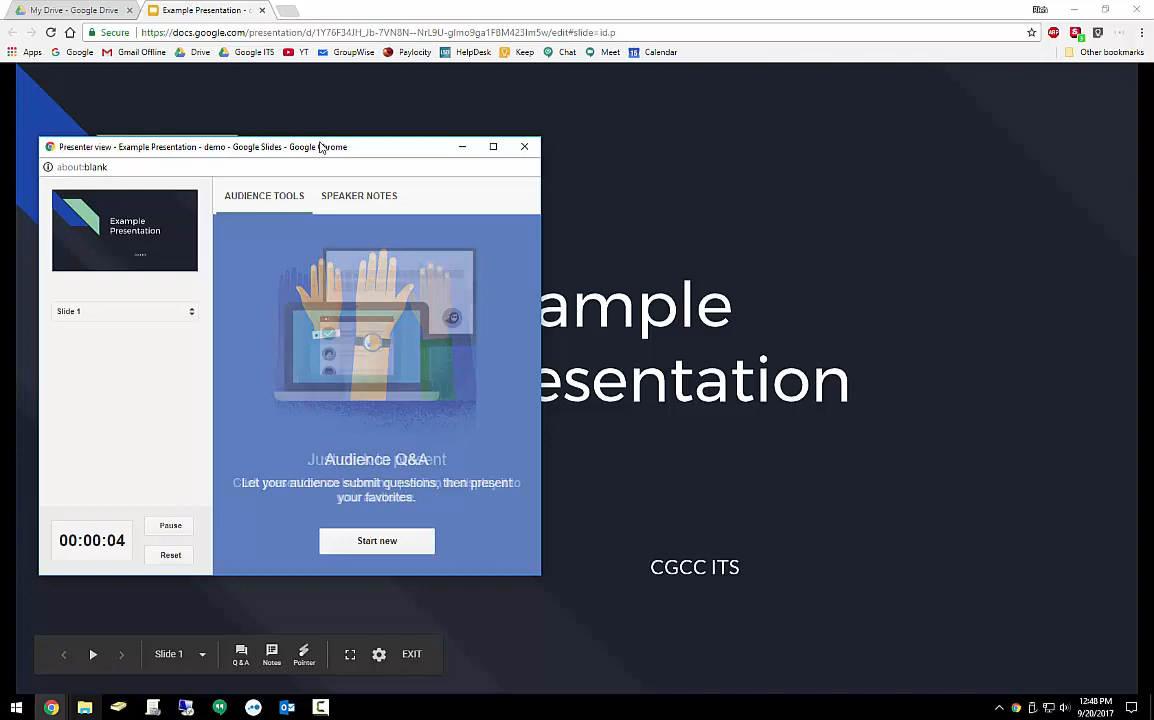 My Drive - Google Drive
Example Presentation - d
Rich
Secure
https://docs.google.com/presentation/d/1Y76F34JH_Jb-7VN8N--NrL9U-glmo9ga1FBM423Im5w/edit#slide=id.p
Apps
Google
Gmail Offline
Drive
Google ITS
YT
GroupWise
Paylocity
HelpDesk
Keep
Chat
Meet
Calendar
Other bookmarks
Presenter view - Example Presentation - demo - Google Slides - Google Chrome
about:blank
AUDIENCE TOOLS
SPEAKER NOTES
Example
Presentation
Slide 1
Audience Q&A
Let your audience submit questions, then present
your favorites.
Start new
00:00:04
Pause
Reset
ample
esentation
CGCC ITS
Slide 1
Q & A
Notes
Pointer
EXIT
12:48 PM
9/20/2017